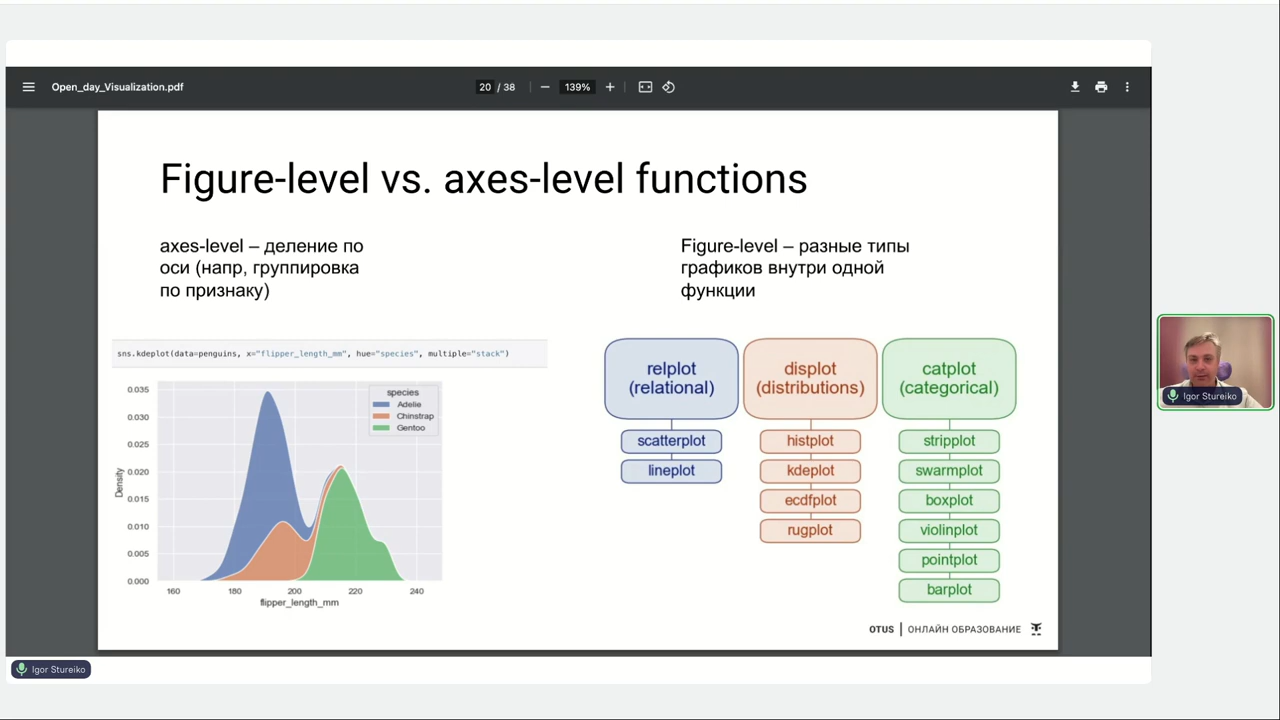 Open_day_Visualization.pdf
20 / 38
139%
Figure-level vs. axes-level functions
axes-level – деление по
оси (напр, группировка
по признаку)
Figure-level – разные типы
графиков внутри одной
функции
sns.kdeplot(data=penguins, x="flipper_length_mm", hue="species", multiple="stack")
species
Adelie
Chinstrap
Gentoo
Density
0.035
0.030
0.025
0.020
0.015
0.010
0.005
0.000
160 180 200 220 240
flipper_length_mm
relplot
(relational)
scatterplot
lineplot
displot
(distributions)
histplot
kdeplot
ecdfplot
rugplot
catplot
(categorical)
stripplot
swarmplot
boxplot
violinplot
pointplot
barplot
OTUS | ОНЛАЙН ОБРАЗОВАНИЕ
Igor Stureiko
Igor Stureiko